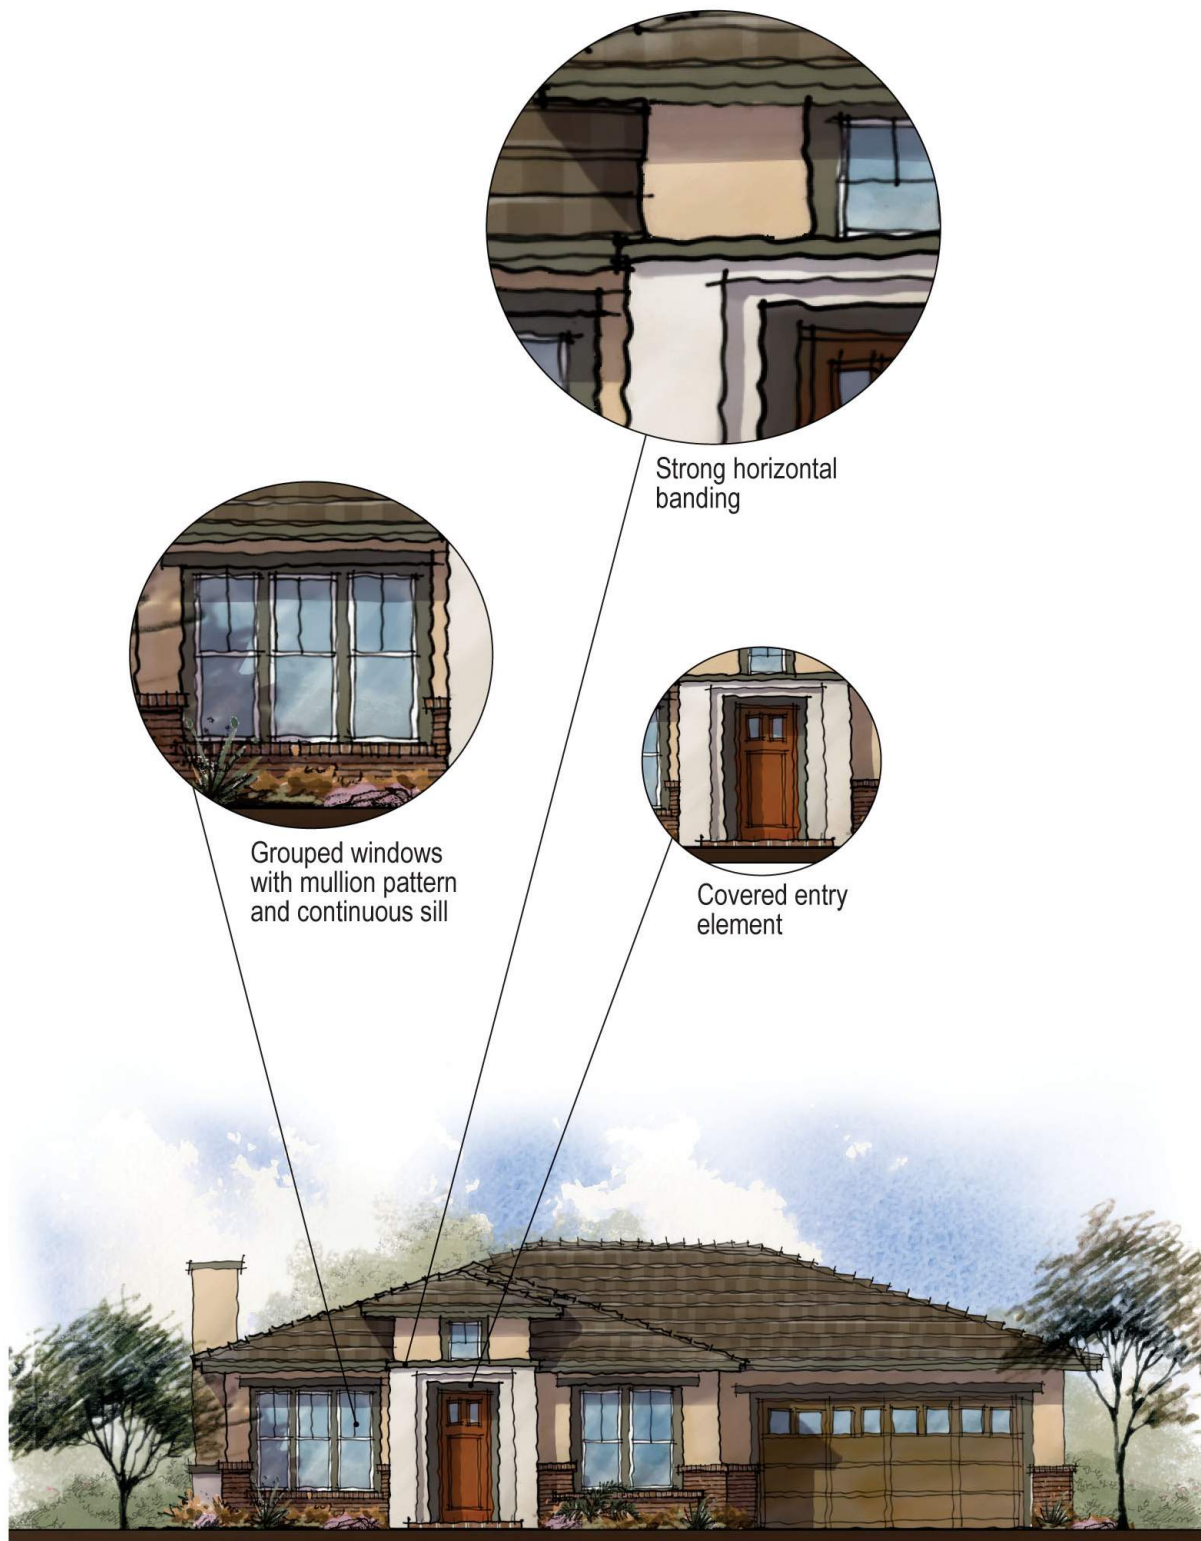 Strong horizontal
banding
Grouped windows
with mullion pattern
and continuous sill
Covered entry
element